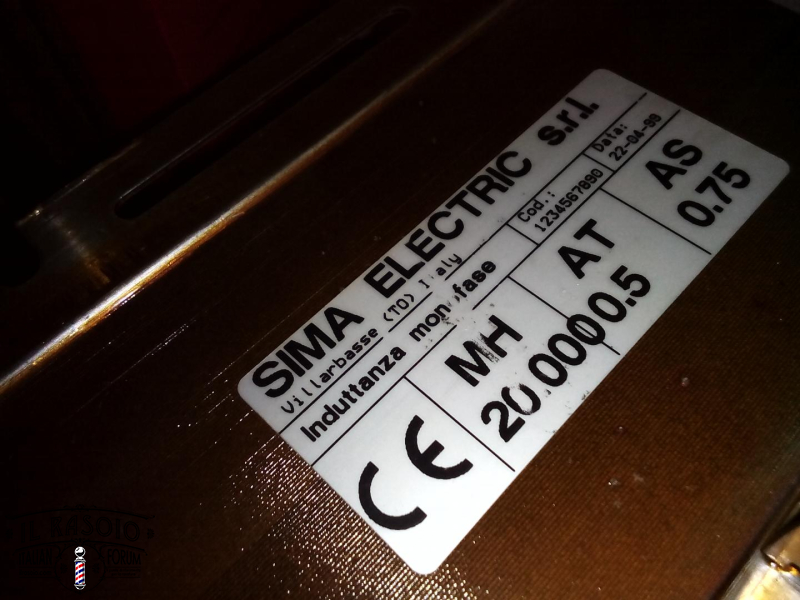 SIMA ELECTRIC s.r.l.
Villarbasse (TO) Italy
Induttanza monofase
Cod.:
1234567890
Data:
22-04-99
CE
MH
AT
AS
20.0000
0.5
0.75